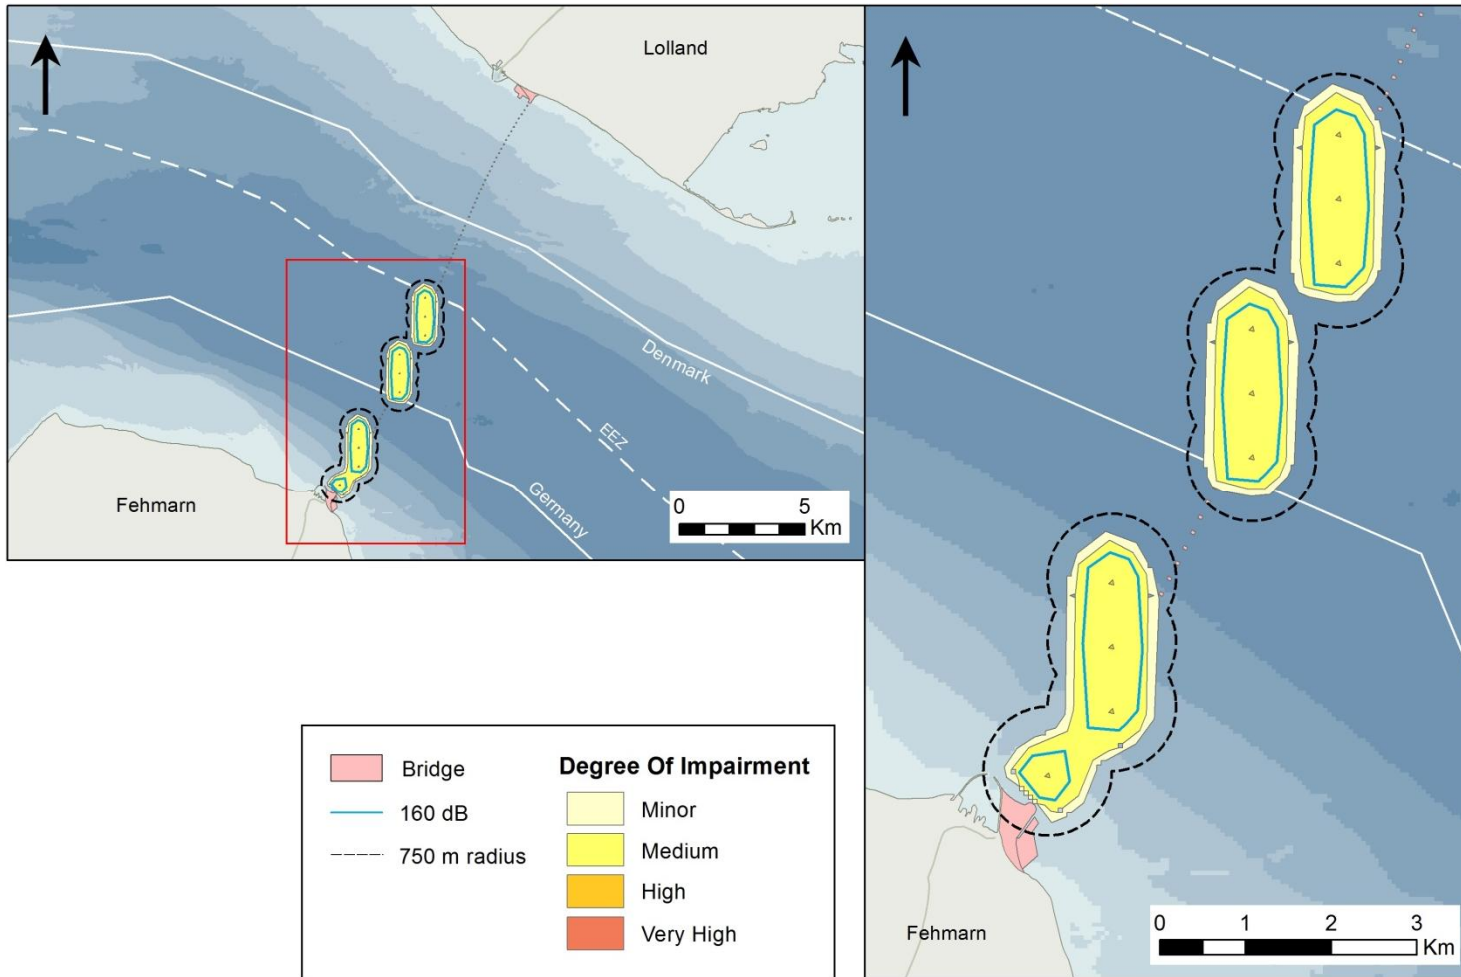 Lolland
Denmark
EEZ
Germany
Fehmarn
0 5
Km
Fehmarn
0 1 2 3
Km
Bridge
160 dB
750 m radius
Degree Of Impairment
Minor
Medium
High
Very High